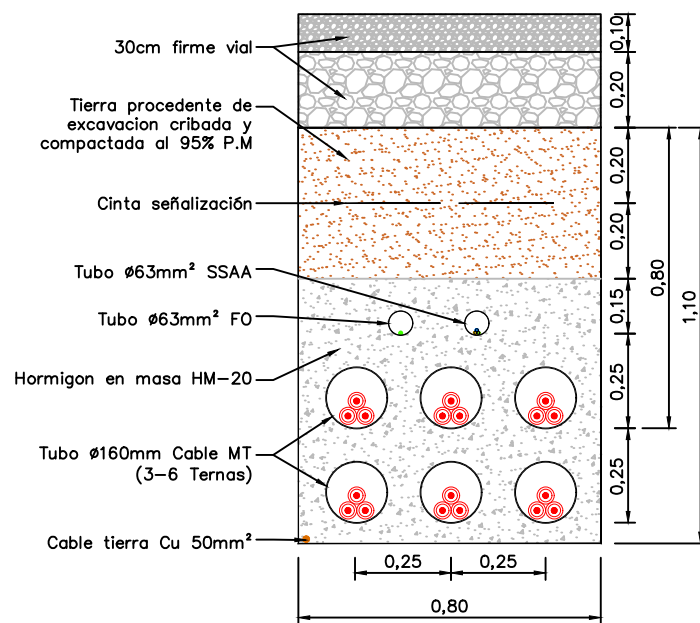 30cm firme vial
Tierra procedente de
excavacion cribada y
compactada al 95% P.M
Cinta señalización
Tubo ø63mm² SSAA
Tubo ø63mm² FO
Hormigon en masa HM-20
Tubo ø160mm Cable MT
(3-6 Ternas)
Cable tierra Cu 50mm²
0,10
0,20
0,20
0,20
0,15
0,25
0,25
0,80
1,10
0,25
0,25
0,80